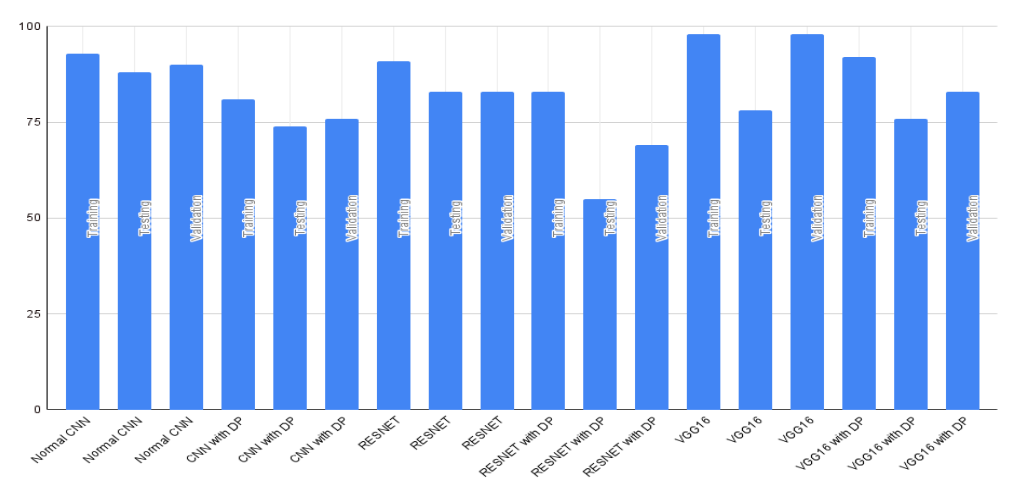 100
75
50
25
0
Training
Testing
Validation
Training
Testing
Validation
Training
Testing
Validation
Training
Testing
Validation
Training
Testing
Validation
Training
Testing
Validation
Normal CNN
Normal CNN
Normal CNN
CNN with DP
CNN with DP
CNN with DP
RESNET
RESNET
RESNET
RESNET with DP
RESNET with DP
RESNET with DP
VGG16
VGG16
VGG16
VGG16 with DP
VGG16 with DP
VGG16 with DP